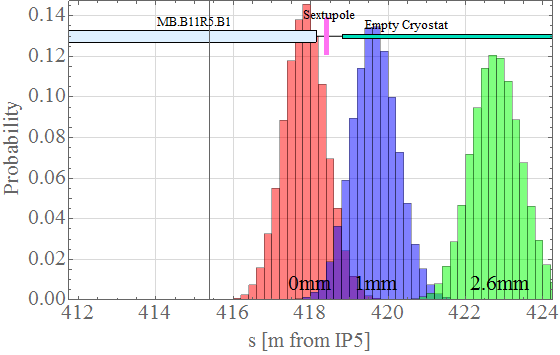 0.14
0.12
0.10
0.08
0.06
0.04
0.02
0.00
Probability
MB.B11R5.B1
Sextupole
Empty Cryostat
0mm
1mm
2.6mm
412
414
416
418
420
422
424
s [m from IP5]